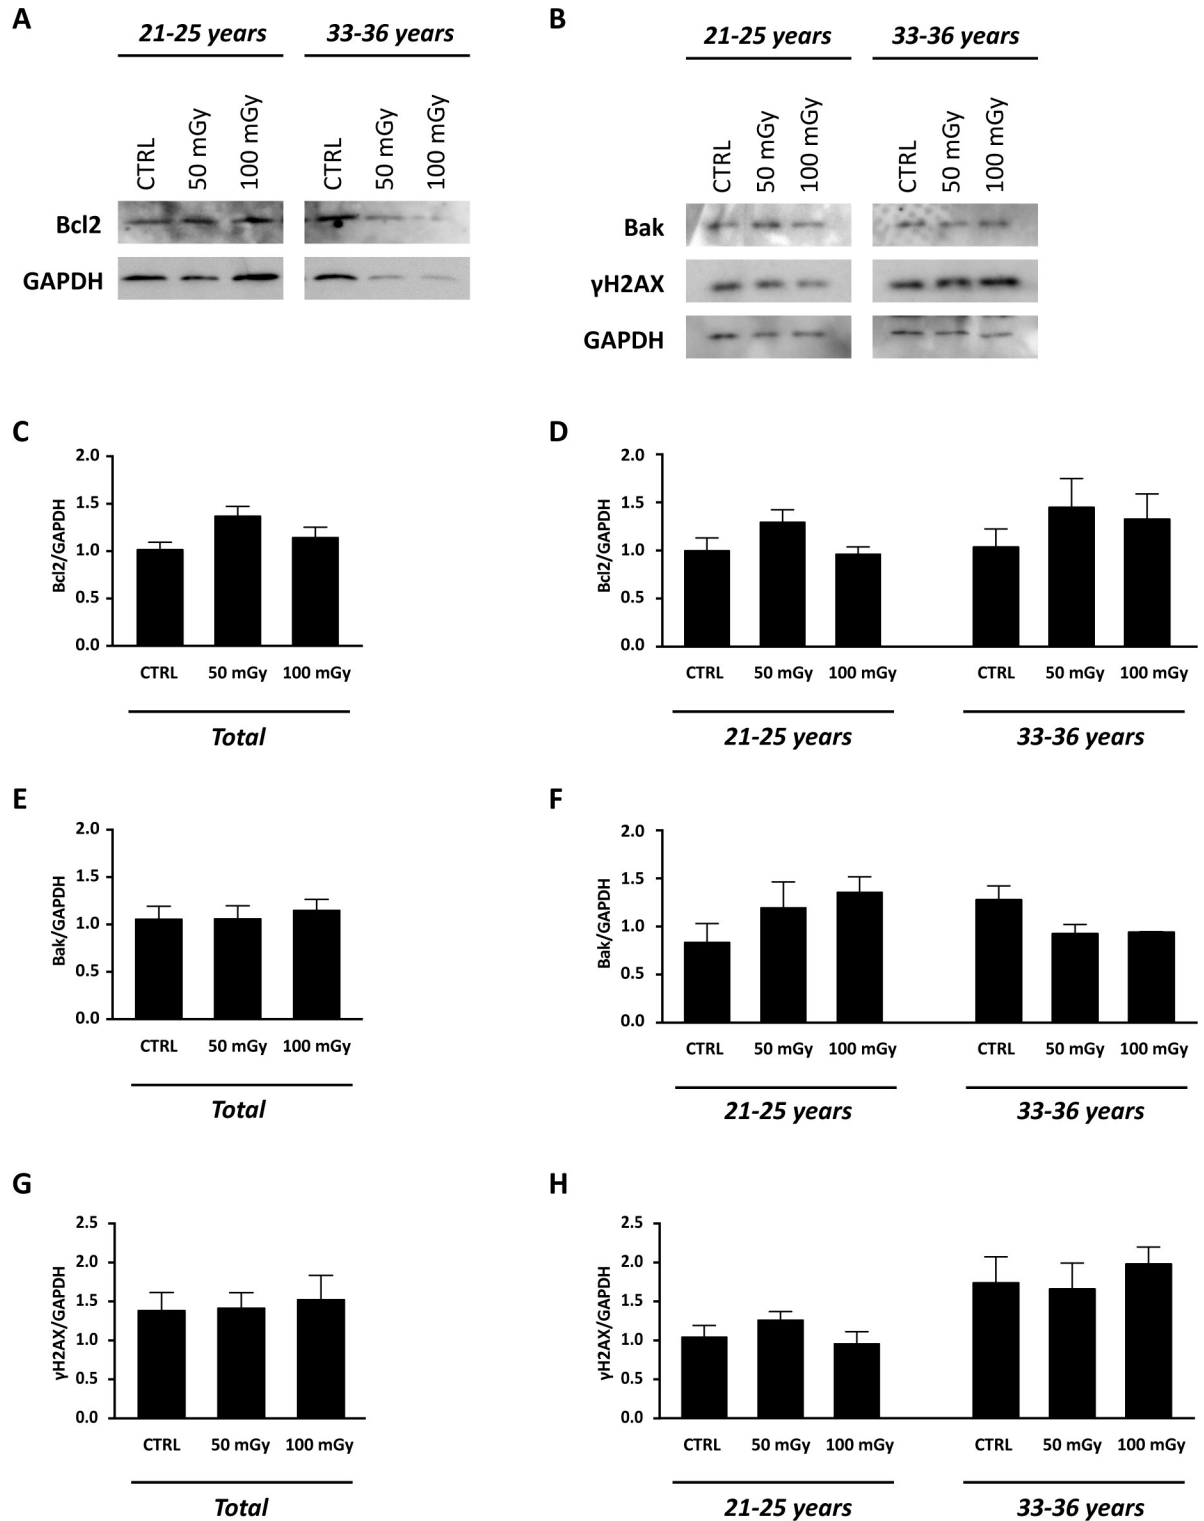 A
21-25 years
33-36 years
CTRL
50 mGy
100 mGy
CTRL
50 mGy
100 mGy
Bcl2
GAPDH
B
21-25 years
33-36 years
CTRL
50 mGy
100 mGy
CTRL
50 mGy
100 mGy
Bak
γH2AX
GAPDH
C
Bcl2/GAPDH
2.0
1.5
1.0
0.5
0.0
CTRL 50 mGy 100 mGy
Total
D
Bcl2/GAPDH
2.0
1.5
1.0
0.5
0.0
CTRL 50 mGy 100 mGy CTRL 50 mGy 100 mGy
21-25 years 33-36 years
E
Bak/GAPDH
2.0
1.5
1.0
0.5
0.0
CTRL 50 mGy 100 mGy
Total
F
Bak/GAPDH
2.0
1.5
1.0
0.5
0.0
CTRL 50 mGy 100 mGy CTRL 50 mGy 100 mGy
21-25 years 33-36 years
G
γH2AX/GAPDH
2.5
2.0
1.5
1.0
0.5
0.0
CTRL 50 mGy 100 mGy
Total
H
γH2AX/GAPDH
2.5
2.0
1.5
1.0
0.5
0.0
CTRL 50 mGy 100 mGy CTRL 50 mGy 100 mGy
21-25 years 33-36 years